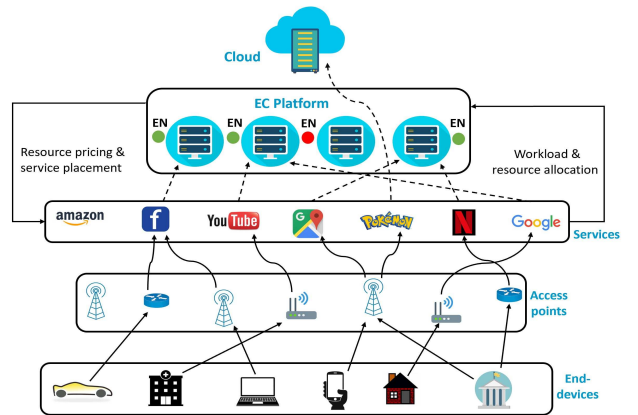 Cloud
EC Platform
EN
EN
EN
EN
Resource pricing &
service placement
Workload &
resource allocation
amazon
f
YouTube
G
Pokémon
N
Google
Services
Access
points
End-
devices